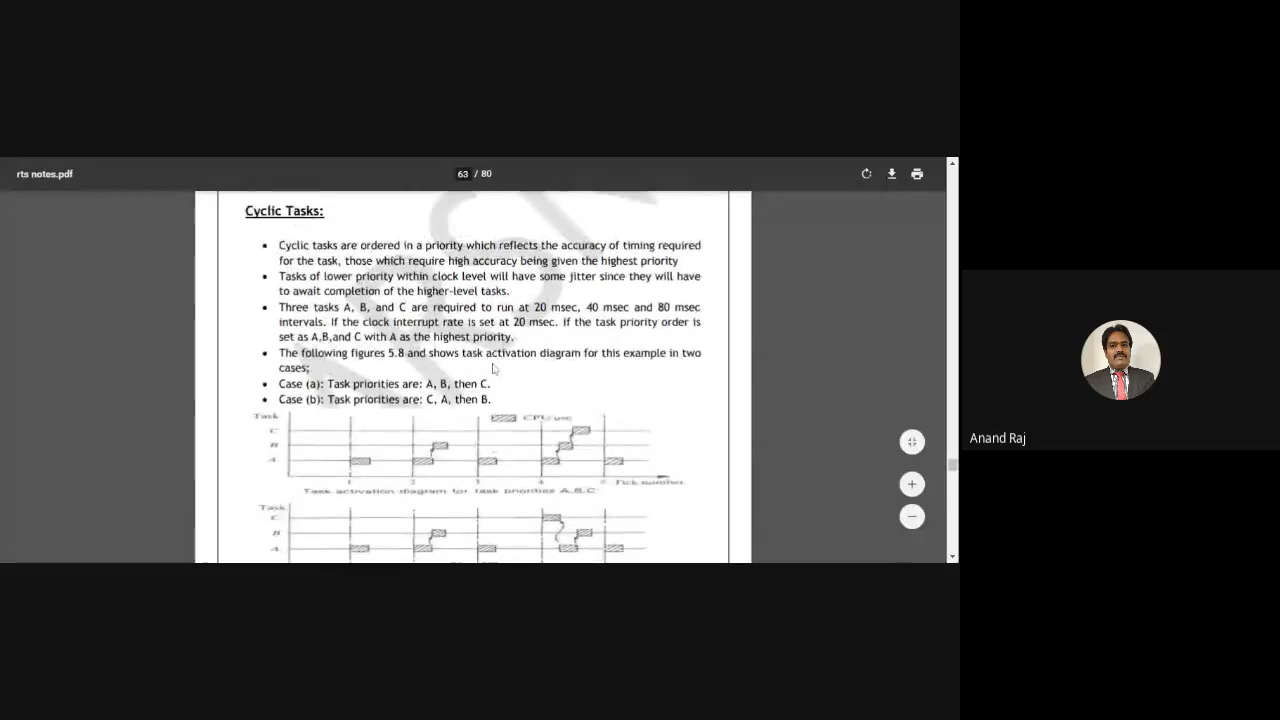 rts notes.pdf
63 / 80
Cyclic Tasks:
• Cyclic tasks are ordered in a priority which reflects the accuracy of timing required
for the task, those which require high accuracy being given the highest priority
• Tasks of lower priority within clock level will have some jitter since they will have
to await completion of the higher-level tasks.
• Three tasks A, B, and C are required to run at 20 msec, 40 msec and 80 msec
intervals. If the clock interrupt rate is set at 20 msec. if the task priority order is
set as A,B,and C with A as the highest priority.
• The following figures 5.8 and shows task activation diagram for this example in two
cases;
• Case (a): Task priorities are: A, B, then C.
• Case (b): Task priorities are: C, A, then B.
Task
CPU use
C
B
A
1 2 3 4 Tick number
Task activation diagram for task priorities A,B,C
Task
C
B
A
Anand Raj